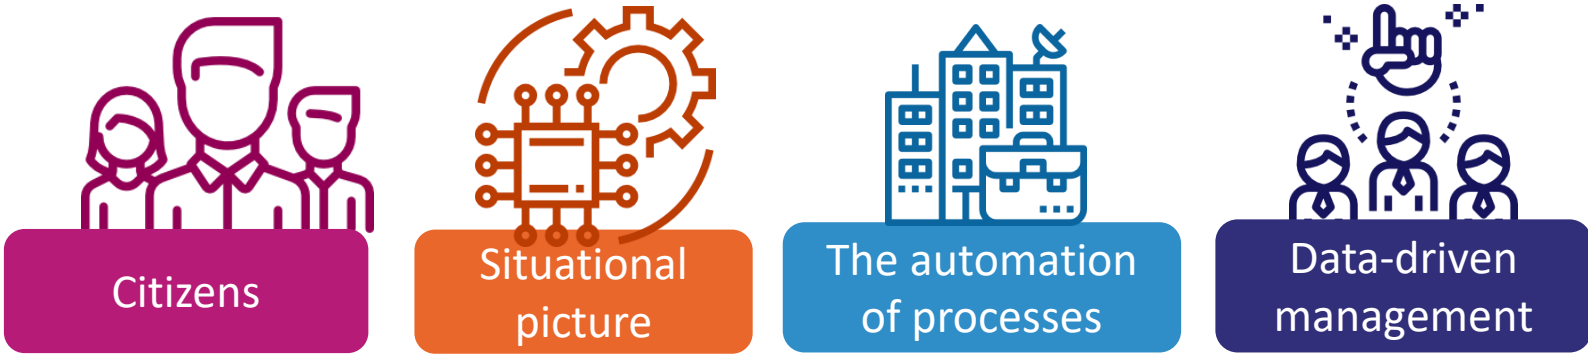 Citizens
Situational
picture
The automation
of processes
Data-driven
management